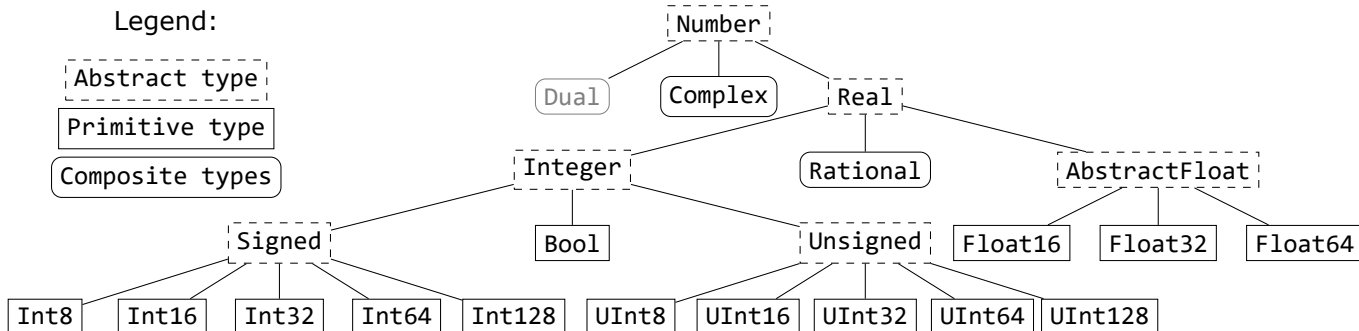 Legend:
Number
Abstract type
Dual
Complex
Real
Primitive type
Composite types
Integer
Rational
AbstractFloat
Signed
Bool
Unsigned
Float16
Float32
Float64
Int8
Int16
Int32
Int64
Int128
UInt8
UInt16
UInt32
UInt64
UInt128